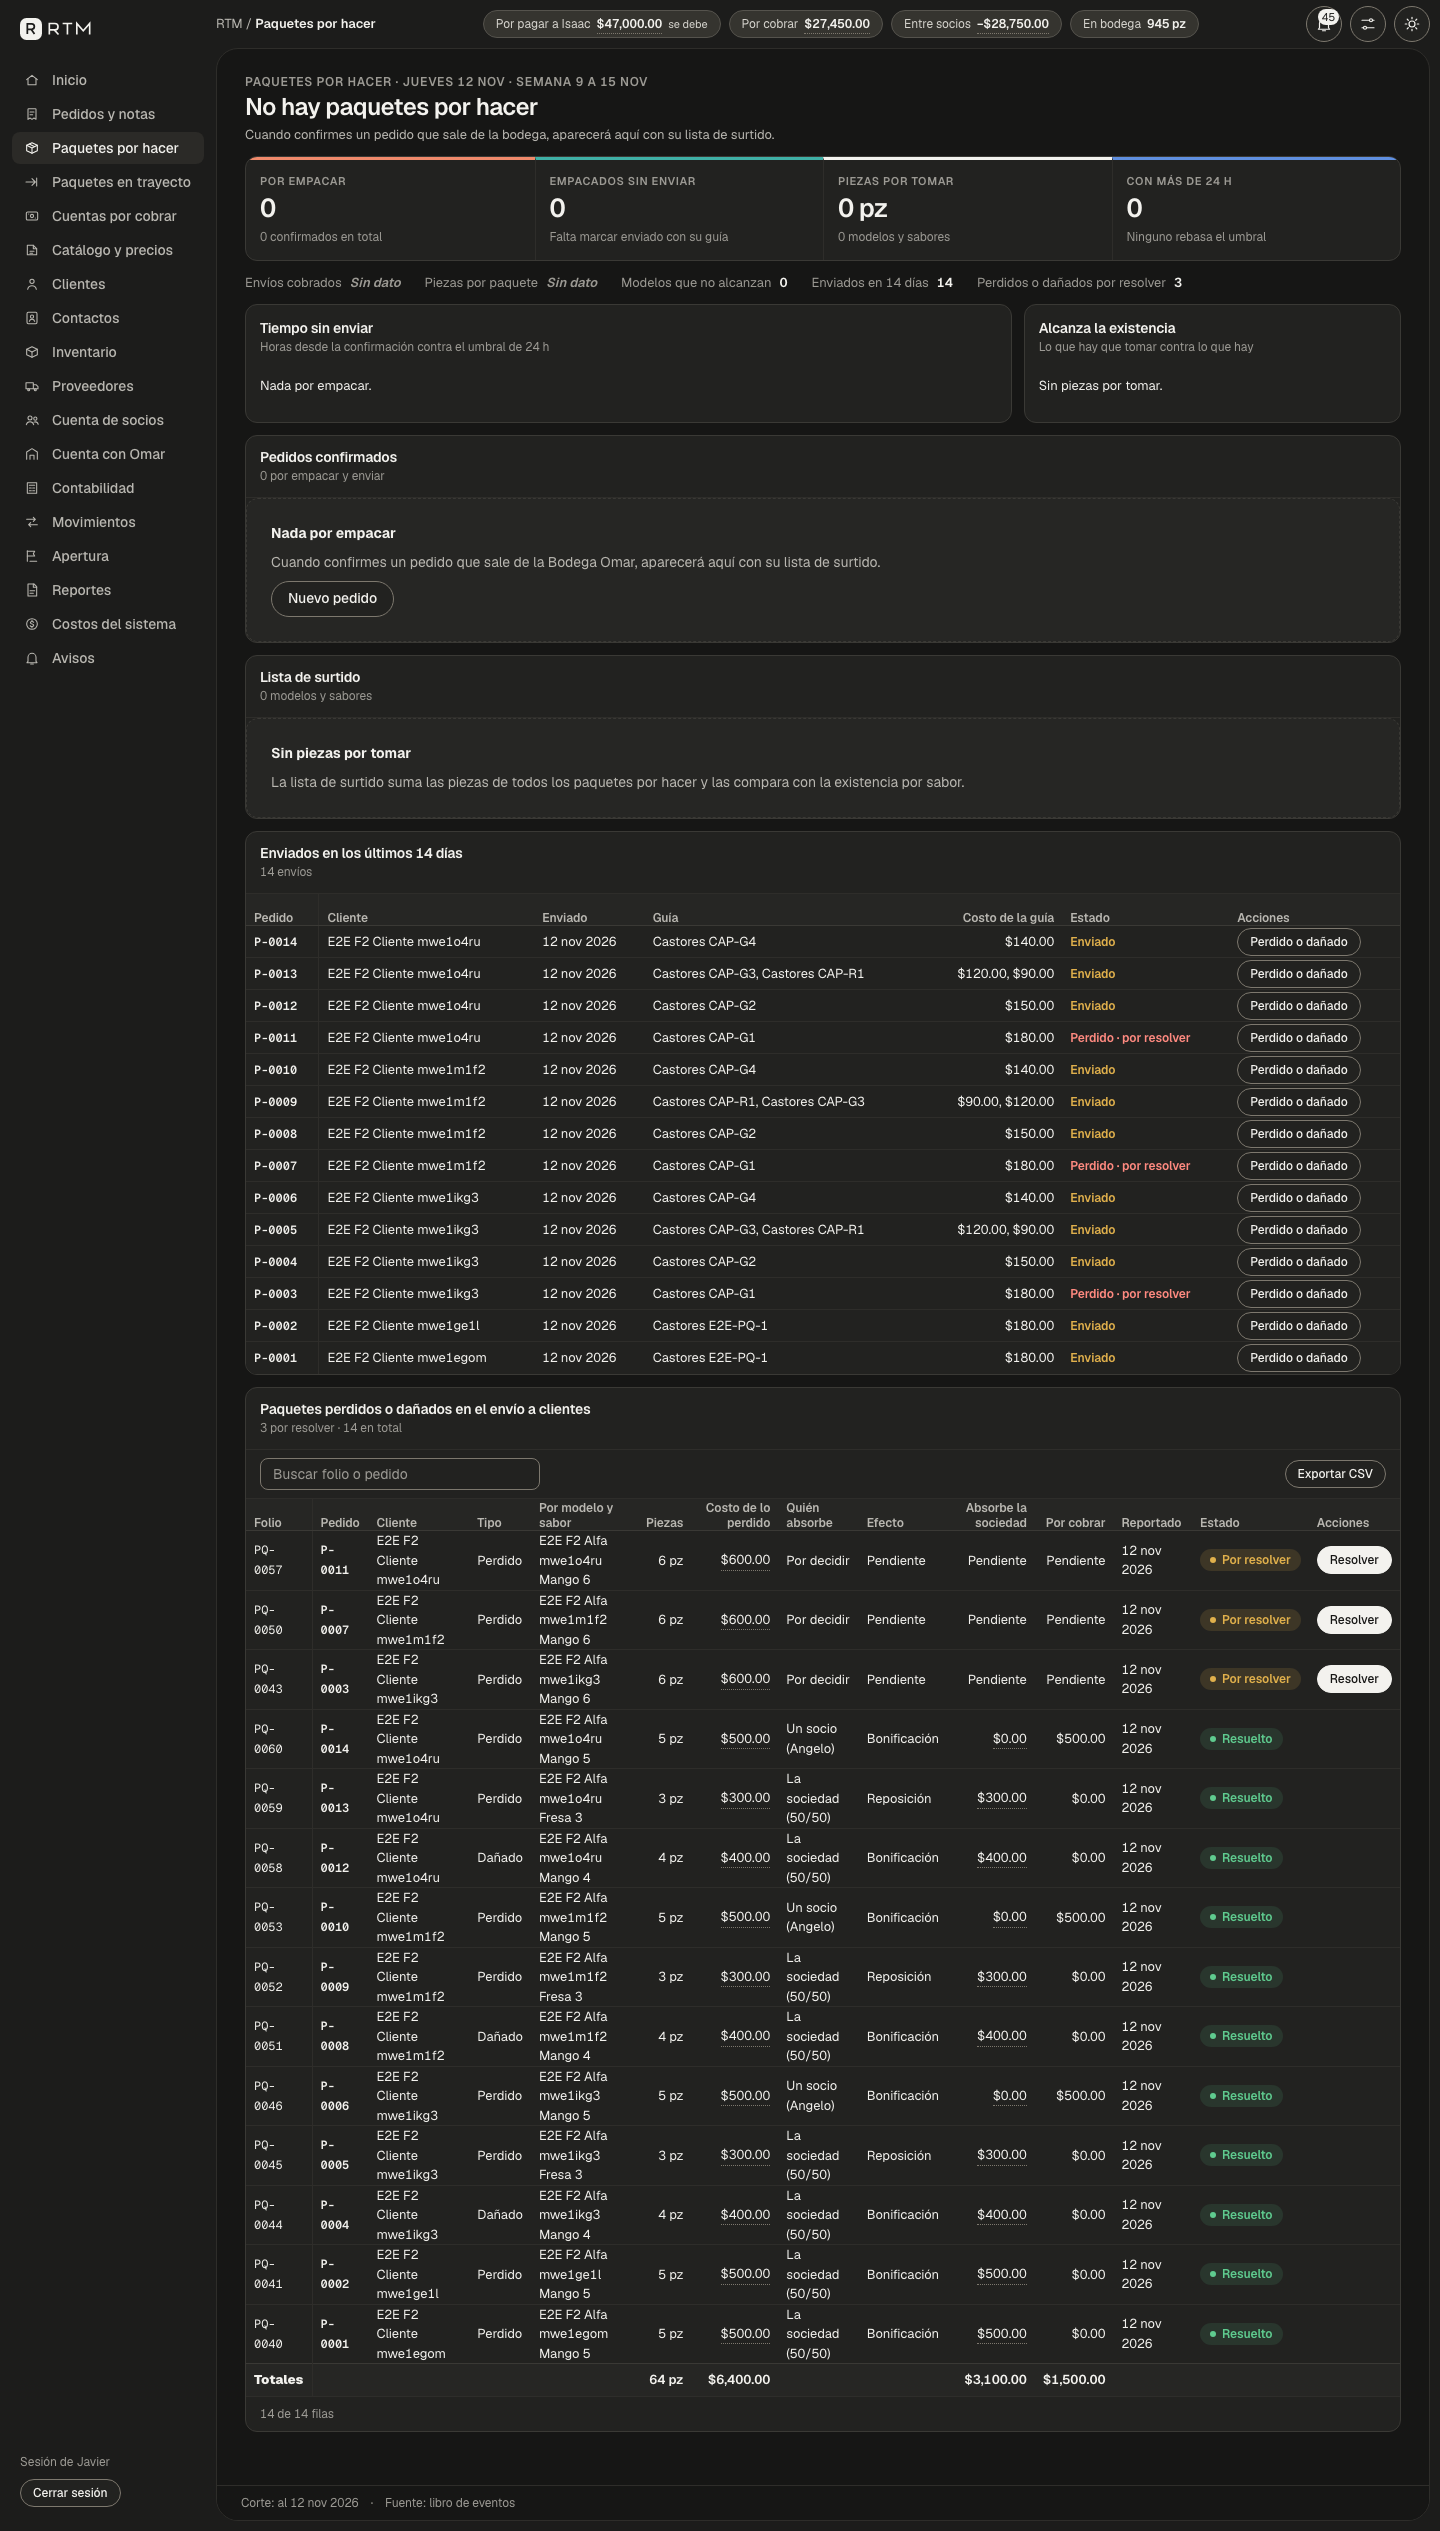 R RTM
RTM / Paquetes por hacer
Por pagar a Isaac $47,000.00 se debe
Por cobrar $27,450.00
Entre socios −$28,750.00
En bodega 945 pz
45
Inicio
Pedidos y notas
Paquetes por hacer
Paquetes en trayecto
Cuentas por cobrar
Catálogo y precios
Clientes
Contactos
Inventario
Proveedores
Cuenta de socios
Cuenta con Omar
Contabilidad
Movimientos
Apertura
Reportes
Costos del sistema
Avisos
Sesión de Javier
Cerrar sesión
PAQUETES POR HACER · JUEVES 12 NOV · SEMANA 9 A 15 NOV
No hay paquetes por hacer
Cuando confirmes un pedido que sale de la bodega, aparecerá aquí con su lista de surtido.
POR EMPACAR
0
0 confirmados en total
EMPACADOS SIN ENVIAR
0
Falta marcar enviado con su guía
PIEZAS POR TOMAR
0 pz
0 modelos y sabores
CON MÁS DE 24 H
0
Ninguno rebasa el umbral
Envíos cobrados Sin dato Piezas por paquete Sin dato Modelos que no alcanzan 0 Enviados en 14 días 14 Perdidos o dañados por resolver 3
Tiempo sin enviar
Horas desde la confirmación contra el umbral de 24 h
Nada por empacar.
Alcanza la existencia
Lo que hay que tomar contra lo que hay
Sin piezas por tomar.
Pedidos confirmados
0 por empacar y enviar
Nada por empacar
Cuando confirmes un pedido que sale de la Bodega Omar, aparecerá aquí con su lista de surtido.
Nuevo pedido
Lista de surtido
0 modelos y sabores
Sin piezas por tomar
La lista de surtido suma las piezas de todos los paquetes por hacer y las compara con la existencia por sabor.
Enviados en los últimos 14 días
14 envíos
Pedido Cliente Enviado Guía Costo de la guía Estado Acciones
P-0014 E2E F2 Cliente mwe1o4ru 12 nov 2026 Castores CAP-G4 $140.00 Enviado Perdido o dañado
P-0013 E2E F2 Cliente mwe1o4ru 12 nov 2026 Castores CAP-G3, Castores CAP-R1 $120.00, $90.00 Enviado Perdido o dañado
P-0012 E2E F2 Cliente mwe1o4ru 12 nov 2026 Castores CAP-G2 $150.00 Enviado Perdido o dañado
P-0011 E2E F2 Cliente mwe1o4ru 12 nov 2026 Castores CAP-G1 $180.00 Perdido · por resolver Perdido o dañado
P-0010 E2E F2 Cliente mwe1m1f2 12 nov 2026 Castores CAP-G4 $140.00 Enviado Perdido o dañado
P-0009 E2E F2 Cliente mwe1m1f2 12 nov 2026 Castores CAP-R1, Castores CAP-G3 $90.00, $120.00 Enviado Perdido o dañado
P-0008 E2E F2 Cliente mwe1m1f2 12 nov 2026 Castores CAP-G2 $150.00 Enviado Perdido o dañado
P-0007 E2E F2 Cliente mwe1m1f2 12 nov 2026 Castores CAP-G1 $180.00 Perdido · por resolver Perdido o dañado
P-0006 E2E F2 Cliente mwe1ikg3 12 nov 2026 Castores CAP-G4 $140.00 Enviado Perdido o dañado
P-0005 E2E F2 Cliente mwe1ikg3 12 nov 2026 Castores CAP-G3, Castores CAP-R1 $120.00, $90.00 Enviado Perdido o dañado
P-0004 E2E F2 Cliente mwe1ikg3 12 nov 2026 Castores CAP-G2 $150.00 Enviado Perdido o dañado
P-0003 E2E F2 Cliente mwe1ikg3 12 nov 2026 Castores CAP-G1 $180.00 Perdido · por resolver Perdido o dañado
P-0002 E2E F2 Cliente mwe1ge1l 12 nov 2026 Castores E2E-PQ-1 $180.00 Enviado Perdido o dañado
P-0001 E2E F2 Cliente mwe1egom 12 nov 2026 Castores E2E-PQ-1 $180.00 Enviado Perdido o dañado
Paquetes perdidos o dañados en el envío a clientes
3 por resolver · 14 en total
Buscar folio o pedido
Exportar CSV
Folio Pedido Cliente Tipo Por modelo y sabor Piezas Costo de lo perdido Quién absorbe Efecto Absorbe la sociedad Por cobrar Reportado Estado Acciones
PQ-0057 P-0011 E2E F2 Cliente mwe1o4ru Perdido E2E F2 Alfa mwe1o4ru Mango 6 6 pz $600.00 Por decidir Pendiente Pendiente Pendiente 12 nov 2026 Por resolver Resolver
PQ-0050 P-0007 E2E F2 Cliente mwe1m1f2 Perdido E2E F2 Alfa mwe1m1f2 Mango 6 6 pz $600.00 Por decidir Pendiente Pendiente Pendiente 12 nov 2026 Por resolver Resolver
PQ-0043 P-0003 E2E F2 Cliente mwe1ikg3 Perdido E2E F2 Alfa mwe1ikg3 Mango 6 6 pz $600.00 Por decidir Pendiente Pendiente Pendiente 12 nov 2026 Por resolver Resolver
PQ-0060 P-0014 E2E F2 Cliente mwe1o4ru Perdido E2E F2 Alfa mwe1o4ru Mango 5 5 pz $500.00 Un socio (Angelo) Bonificación $0.00 $500.00 12 nov 2026 Resuelto
PQ-0059 P-0013 E2E F2 Cliente mwe1o4ru Perdido E2E F2 Alfa mwe1o4ru Fresa 3 3 pz $300.00 La sociedad (50/50) Reposición $300.00 $0.00 12 nov 2026 Resuelto
PQ-0058 P-0012 E2E F2 Cliente mwe1o4ru Dañado E2E F2 Alfa mwe1o4ru Mango 4 4 pz $400.00 La sociedad (50/50) Bonificación $400.00 $0.00 12 nov 2026 Resuelto
PQ-0053 P-0010 E2E F2 Cliente mwe1m1f2 Perdido E2E F2 Alfa mwe1m1f2 Mango 5 5 pz $500.00 Un socio (Angelo) Bonificación $0.00 $500.00 12 nov 2026 Resuelto
PQ-0052 P-0009 E2E F2 Cliente mwe1m1f2 Perdido E2E F2 Alfa mwe1m1f2 Fresa 3 3 pz $300.00 La sociedad (50/50) Reposición $300.00 $0.00 12 nov 2026 Resuelto
PQ-0051 P-0008 E2E F2 Cliente mwe1m1f2 Dañado E2E F2 Alfa mwe1m1f2 Mango 4 4 pz $400.00 La sociedad (50/50) Bonificación $400.00 $0.00 12 nov 2026 Resuelto
PQ-0046 P-0006 E2E F2 Cliente mwe1ikg3 Perdido E2E F2 Alfa mwe1ikg3 Mango 5 5 pz $500.00 Un socio (Angelo) Bonificación $0.00 $500.00 12 nov 2026 Resuelto
PQ-0045 P-0005 E2E F2 Cliente mwe1ikg3 Perdido E2E F2 Alfa mwe1ikg3 Fresa 3 3 pz $300.00 La sociedad (50/50) Reposición $300.00 $0.00 12 nov 2026 Resuelto
PQ-0044 P-0004 E2E F2 Cliente mwe1ikg3 Dañado E2E F2 Alfa mwe1ikg3 Mango 4 4 pz $400.00 La sociedad (50/50) Bonificación $400.00 $0.00 12 nov 2026 Resuelto
PQ-0041 P-0002 E2E F2 Cliente mwe1ge1l Perdido E2E F2 Alfa mwe1ge1l Mango 5 5 pz $500.00 La sociedad (50/50) Bonificación $500.00 $0.00 12 nov 2026 Resuelto
PQ-0040 P-0001 E2E F2 Cliente mwe1egom Perdido E2E F2 Alfa mwe1egom Mango 5 5 pz $500.00 La sociedad (50/50) Bonificación $500.00 $0.00 12 nov 2026 Resuelto
Totales 64 pz $6,400.00 $3,100.00 $1,500.00
14 de 14 filas
Corte: al 12 nov 2026 · Fuente: libro de eventos